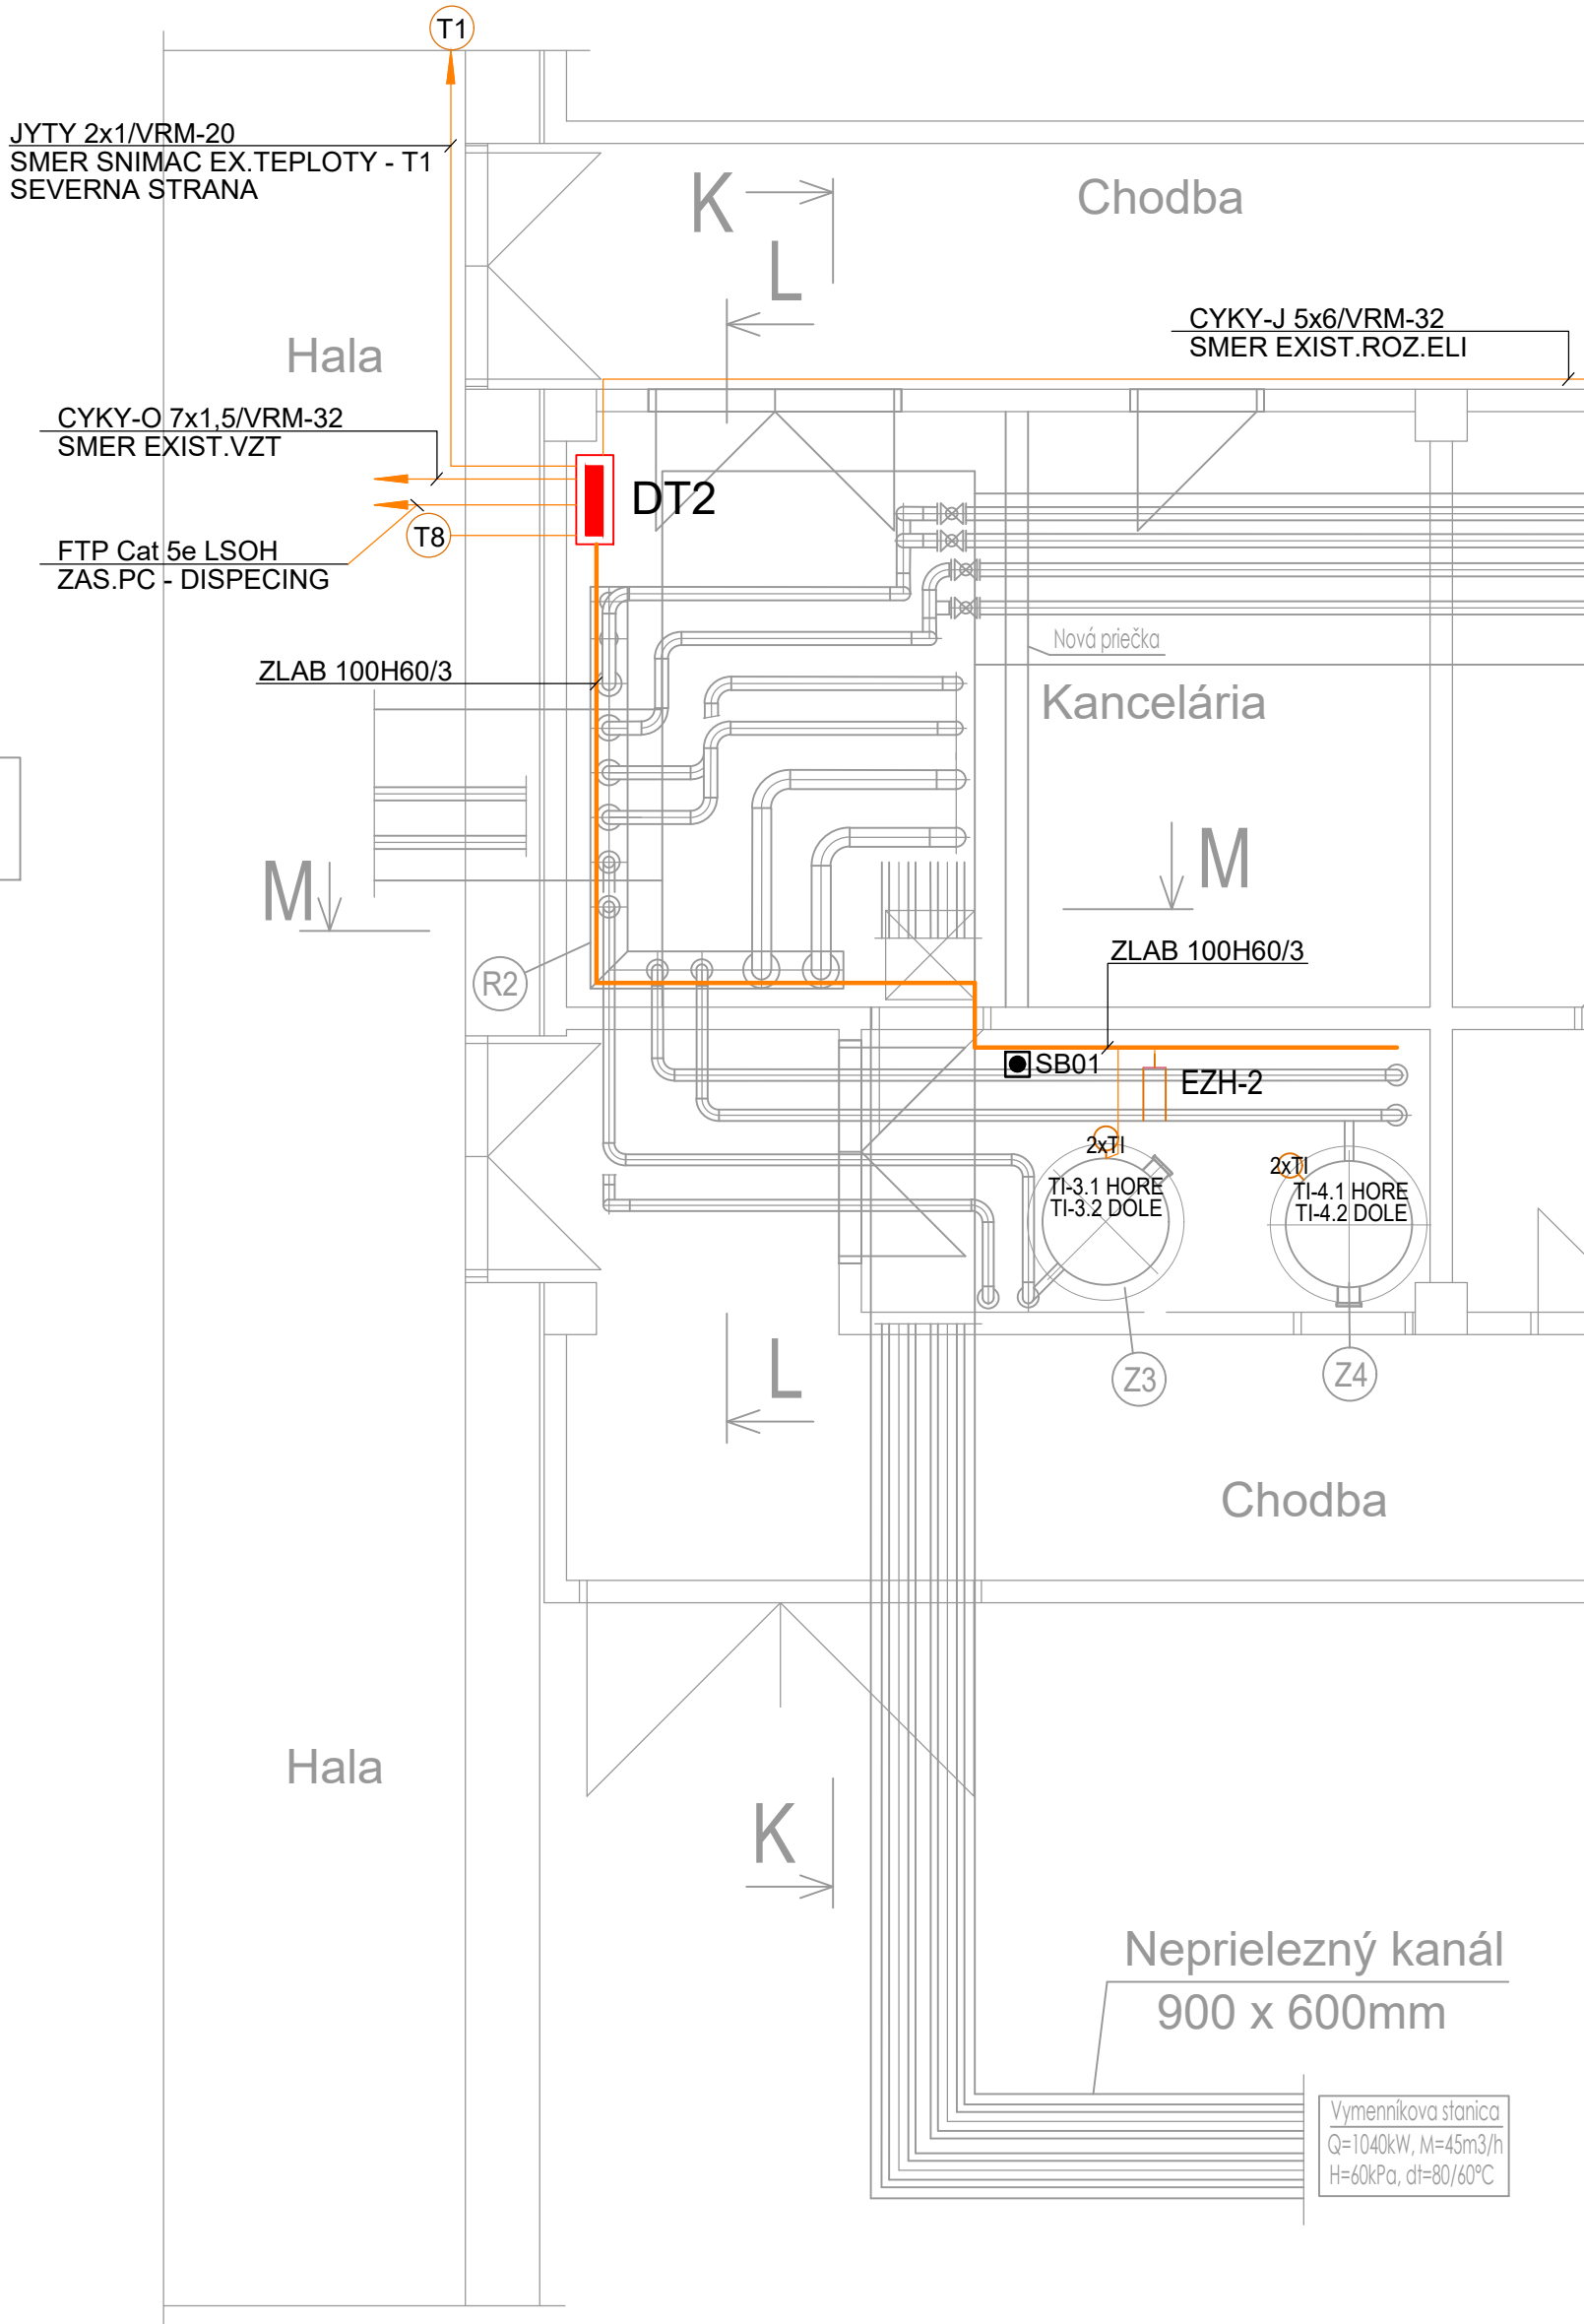 T1
JYTY 2x1/VRM-20
SMER SNIMAC EX.TEPLOTY - T1
SEVERNA STRANA
K
Chodba
L
CYKY-J 5x6/VRM-32
SMER EXIST.ROZ.ELI
Hala
CYKY-O 7x1,5/VRM-32
SMER EXIST.VZT
DT2
T8
FTP Cat 5e LSOH
ZAS.PC - DISPECING
Nová priečka
ZLAB 100H60/3
Kancelária
M
M
ZLAB 100H60/3
R2
SB01
EZH-2
2xTI
TI-3.1 HORE
TI-3.2 DOLE
2xTI
TI-4.1 HORE
TI-4.2 DOLE
L
Z3
Z4
Chodba
Hala
K
Neprielezný kanál
900 x 600mm
Vymenníkova stanica
Q=1040kW, M=45m3/h
H=60kPa, dt=80/60°C